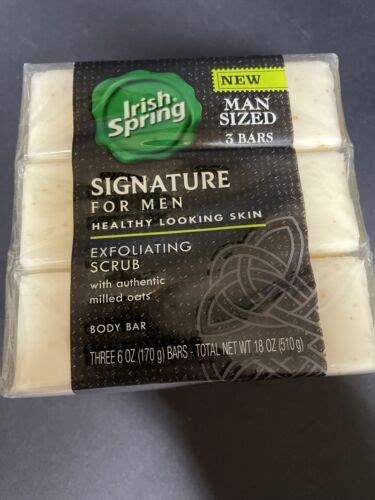 Irish
Spring
NEW
MAN
SIZED
3 BARS
SIGNATURE
FOR MEN
HEALTHY LOOKING SKIN
EXFOLIATING
SCRUB
with authentic
milled oats
BODY BAR
THREE 6 OZ (170 g) BARS - TOTAL NET WT 18 OZ (510 g)